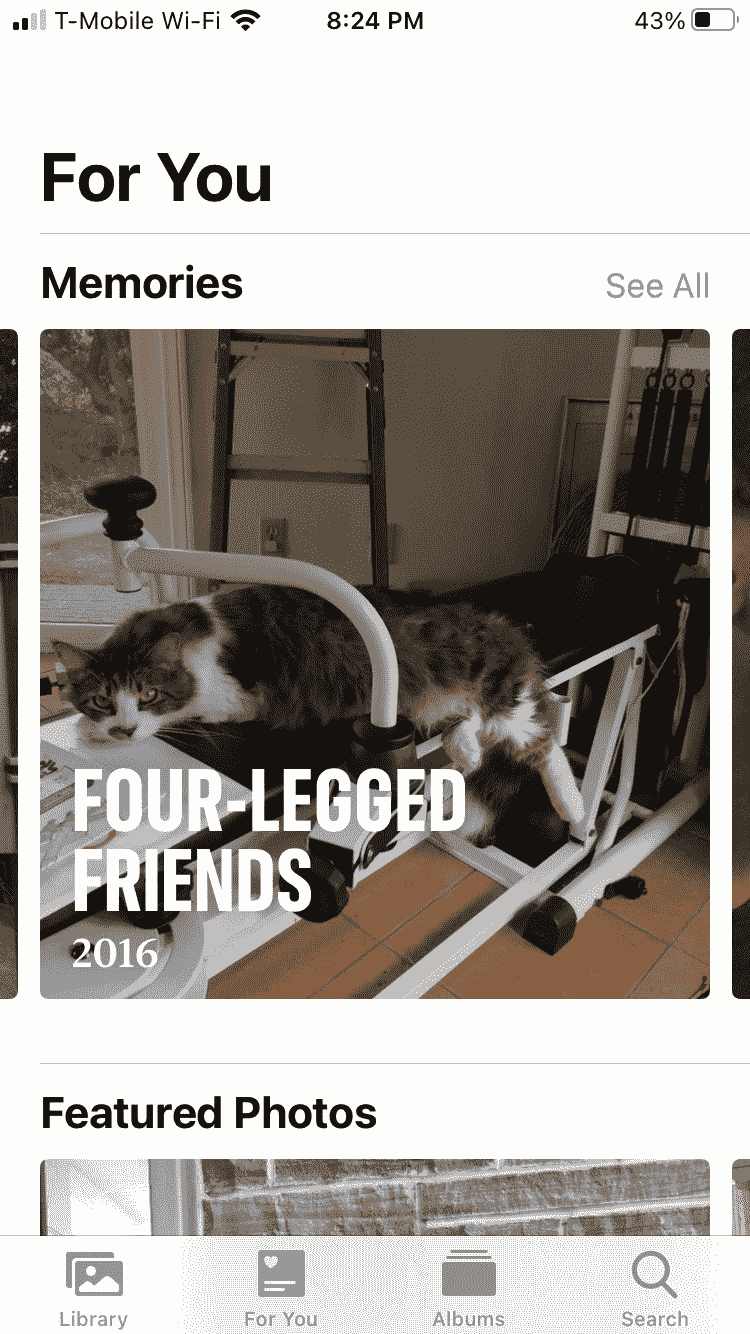 T-Mobile Wi-Fi 8:24 PM 43%
For You
Memories See All
FOUR-LEGGED
FRIENDS
2016
Featured Photos
Library For You Albums Search